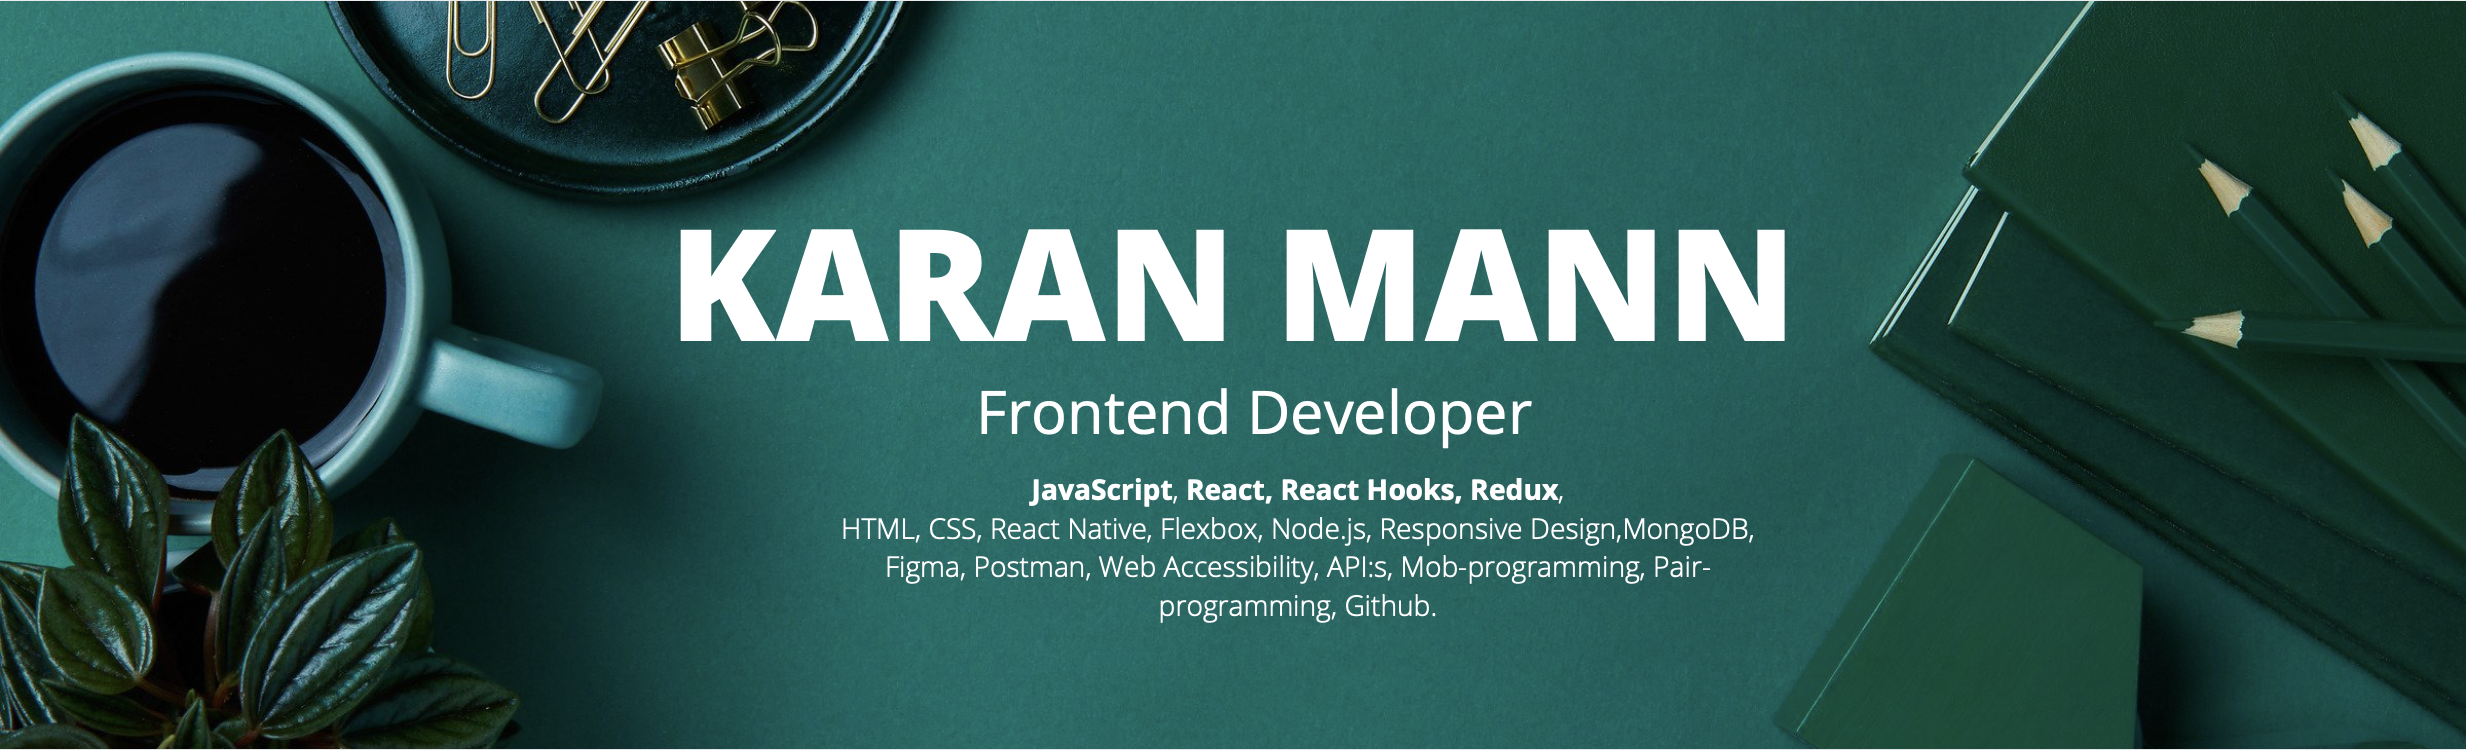 KARAN MANN
Frontend Developer
JavaScript, React, React Hooks, Redux,
HTML, CSS, React Native, Flexbox, Node.js, Responsive Design,MongoDB,
Figma, Postman, Web Accessibility, API:s, Mob-programming, Pair-
programming, Github.